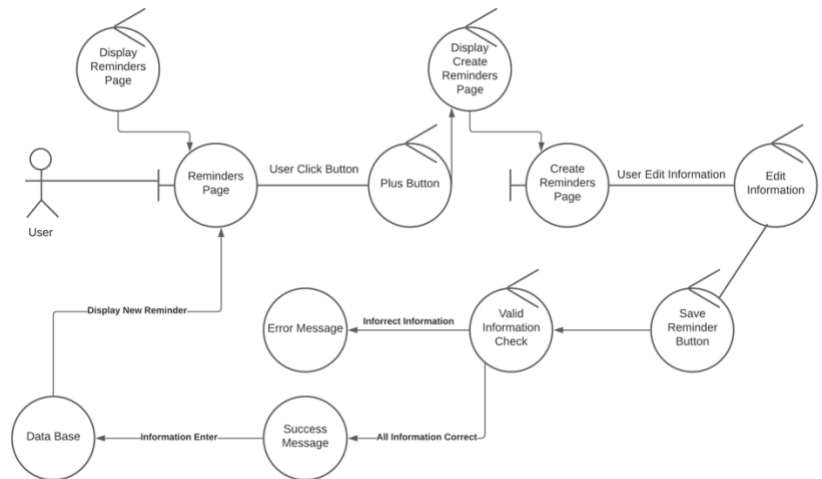 Display
Reminders
Page
Display
Create
Reminders
Page
User
Reminders
Page
User Click Button
Plus Button
Create
Reminders
Page
User Edit Information
Edit
Information
Display New Reminder
Error Message
Inforrect Information
Valid
Information
Check
Save
Reminder
Button
Data Base
Information Enter
Success
Message
All Information Correct